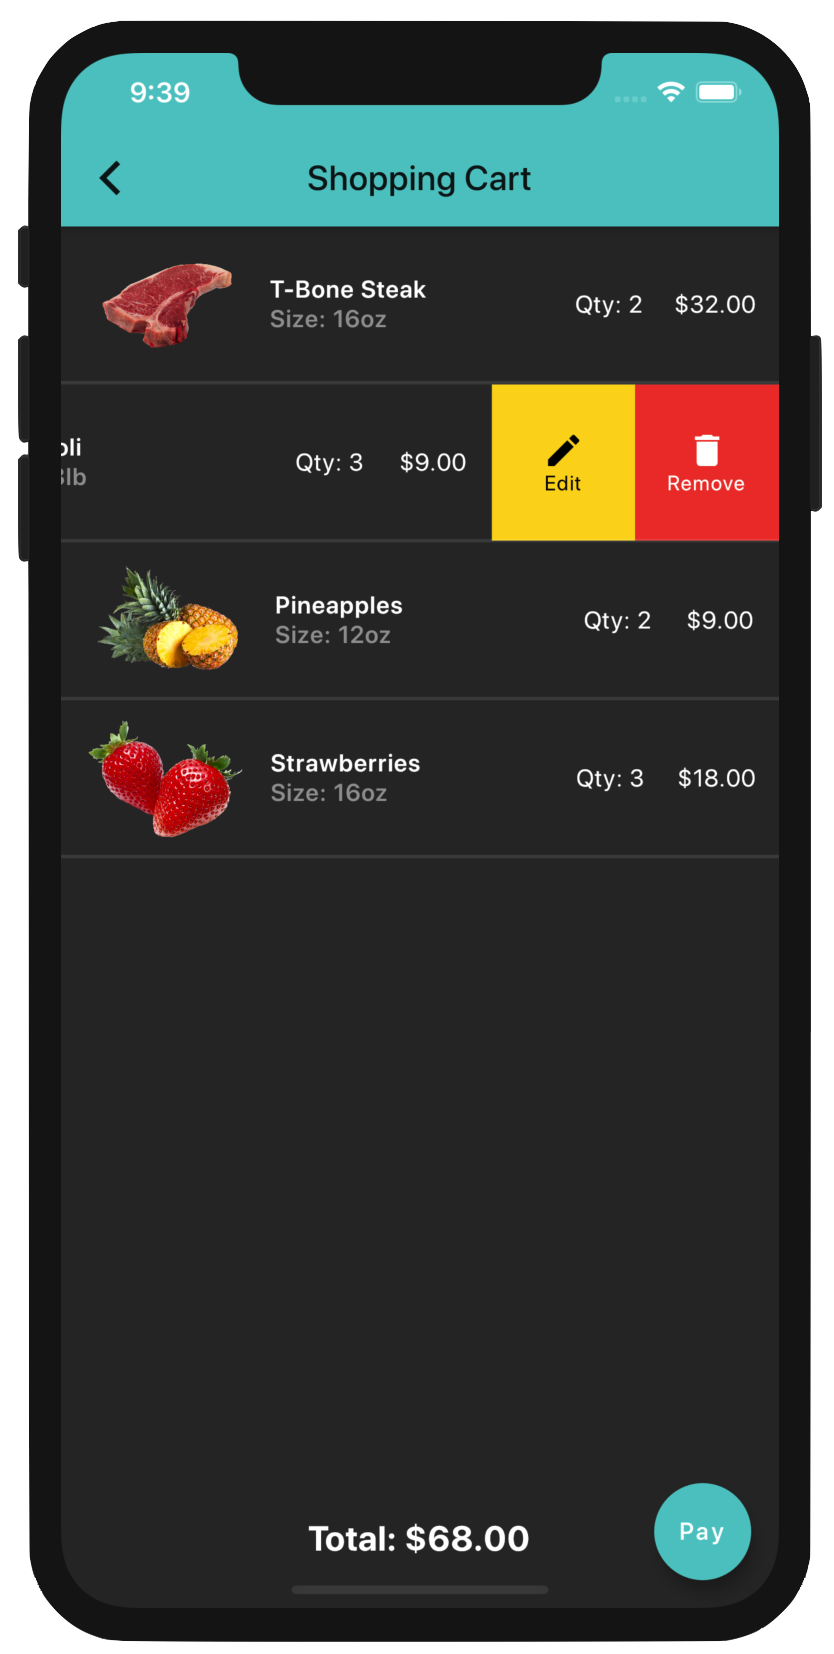 9:39
Shopping Cart
T-Bone Steak
Size: 16oz
Qty: 2 $32.00
oli
lb
Qty: 3 $9.00
Edit
Remove
Pineapples
Size: 12oz
Qty: 2 $9.00
Strawberries
Size: 16oz
Qty: 3 $18.00
Total: $68.00
Pay